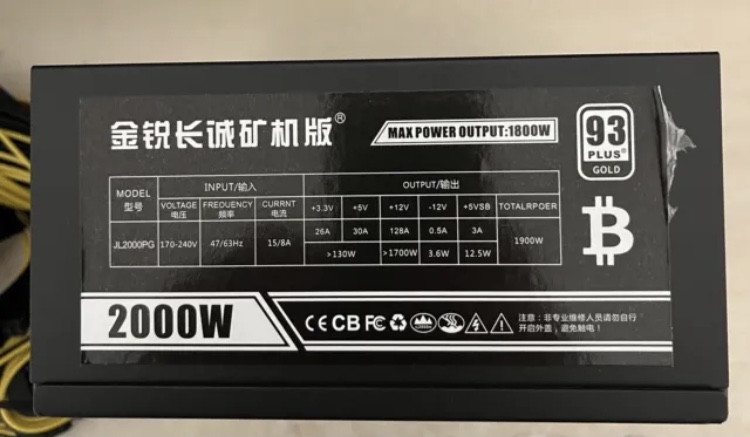 金锐长诚矿机版®
MAX POWER OUTPUT:1800W
93
PLUS®
GOLD
MODEL
型号
INPUT/输入
OUTPUT/输出
VOLTAGE
电压
FREOUENCY
频率
CURRNT
电流
+3.3V
+5V
+12V
-12V
+5VSB
TOTALRPOER
JL2000PG
170-240V
47/63Hz
15/8A
26A
30A
128A
0.5A
3A
1900W
>130W
>1700W
3.6W
12.5W
2000W
CE CB FC
注意:非专业维修人员请勿自行
开启外盖,避免触电!